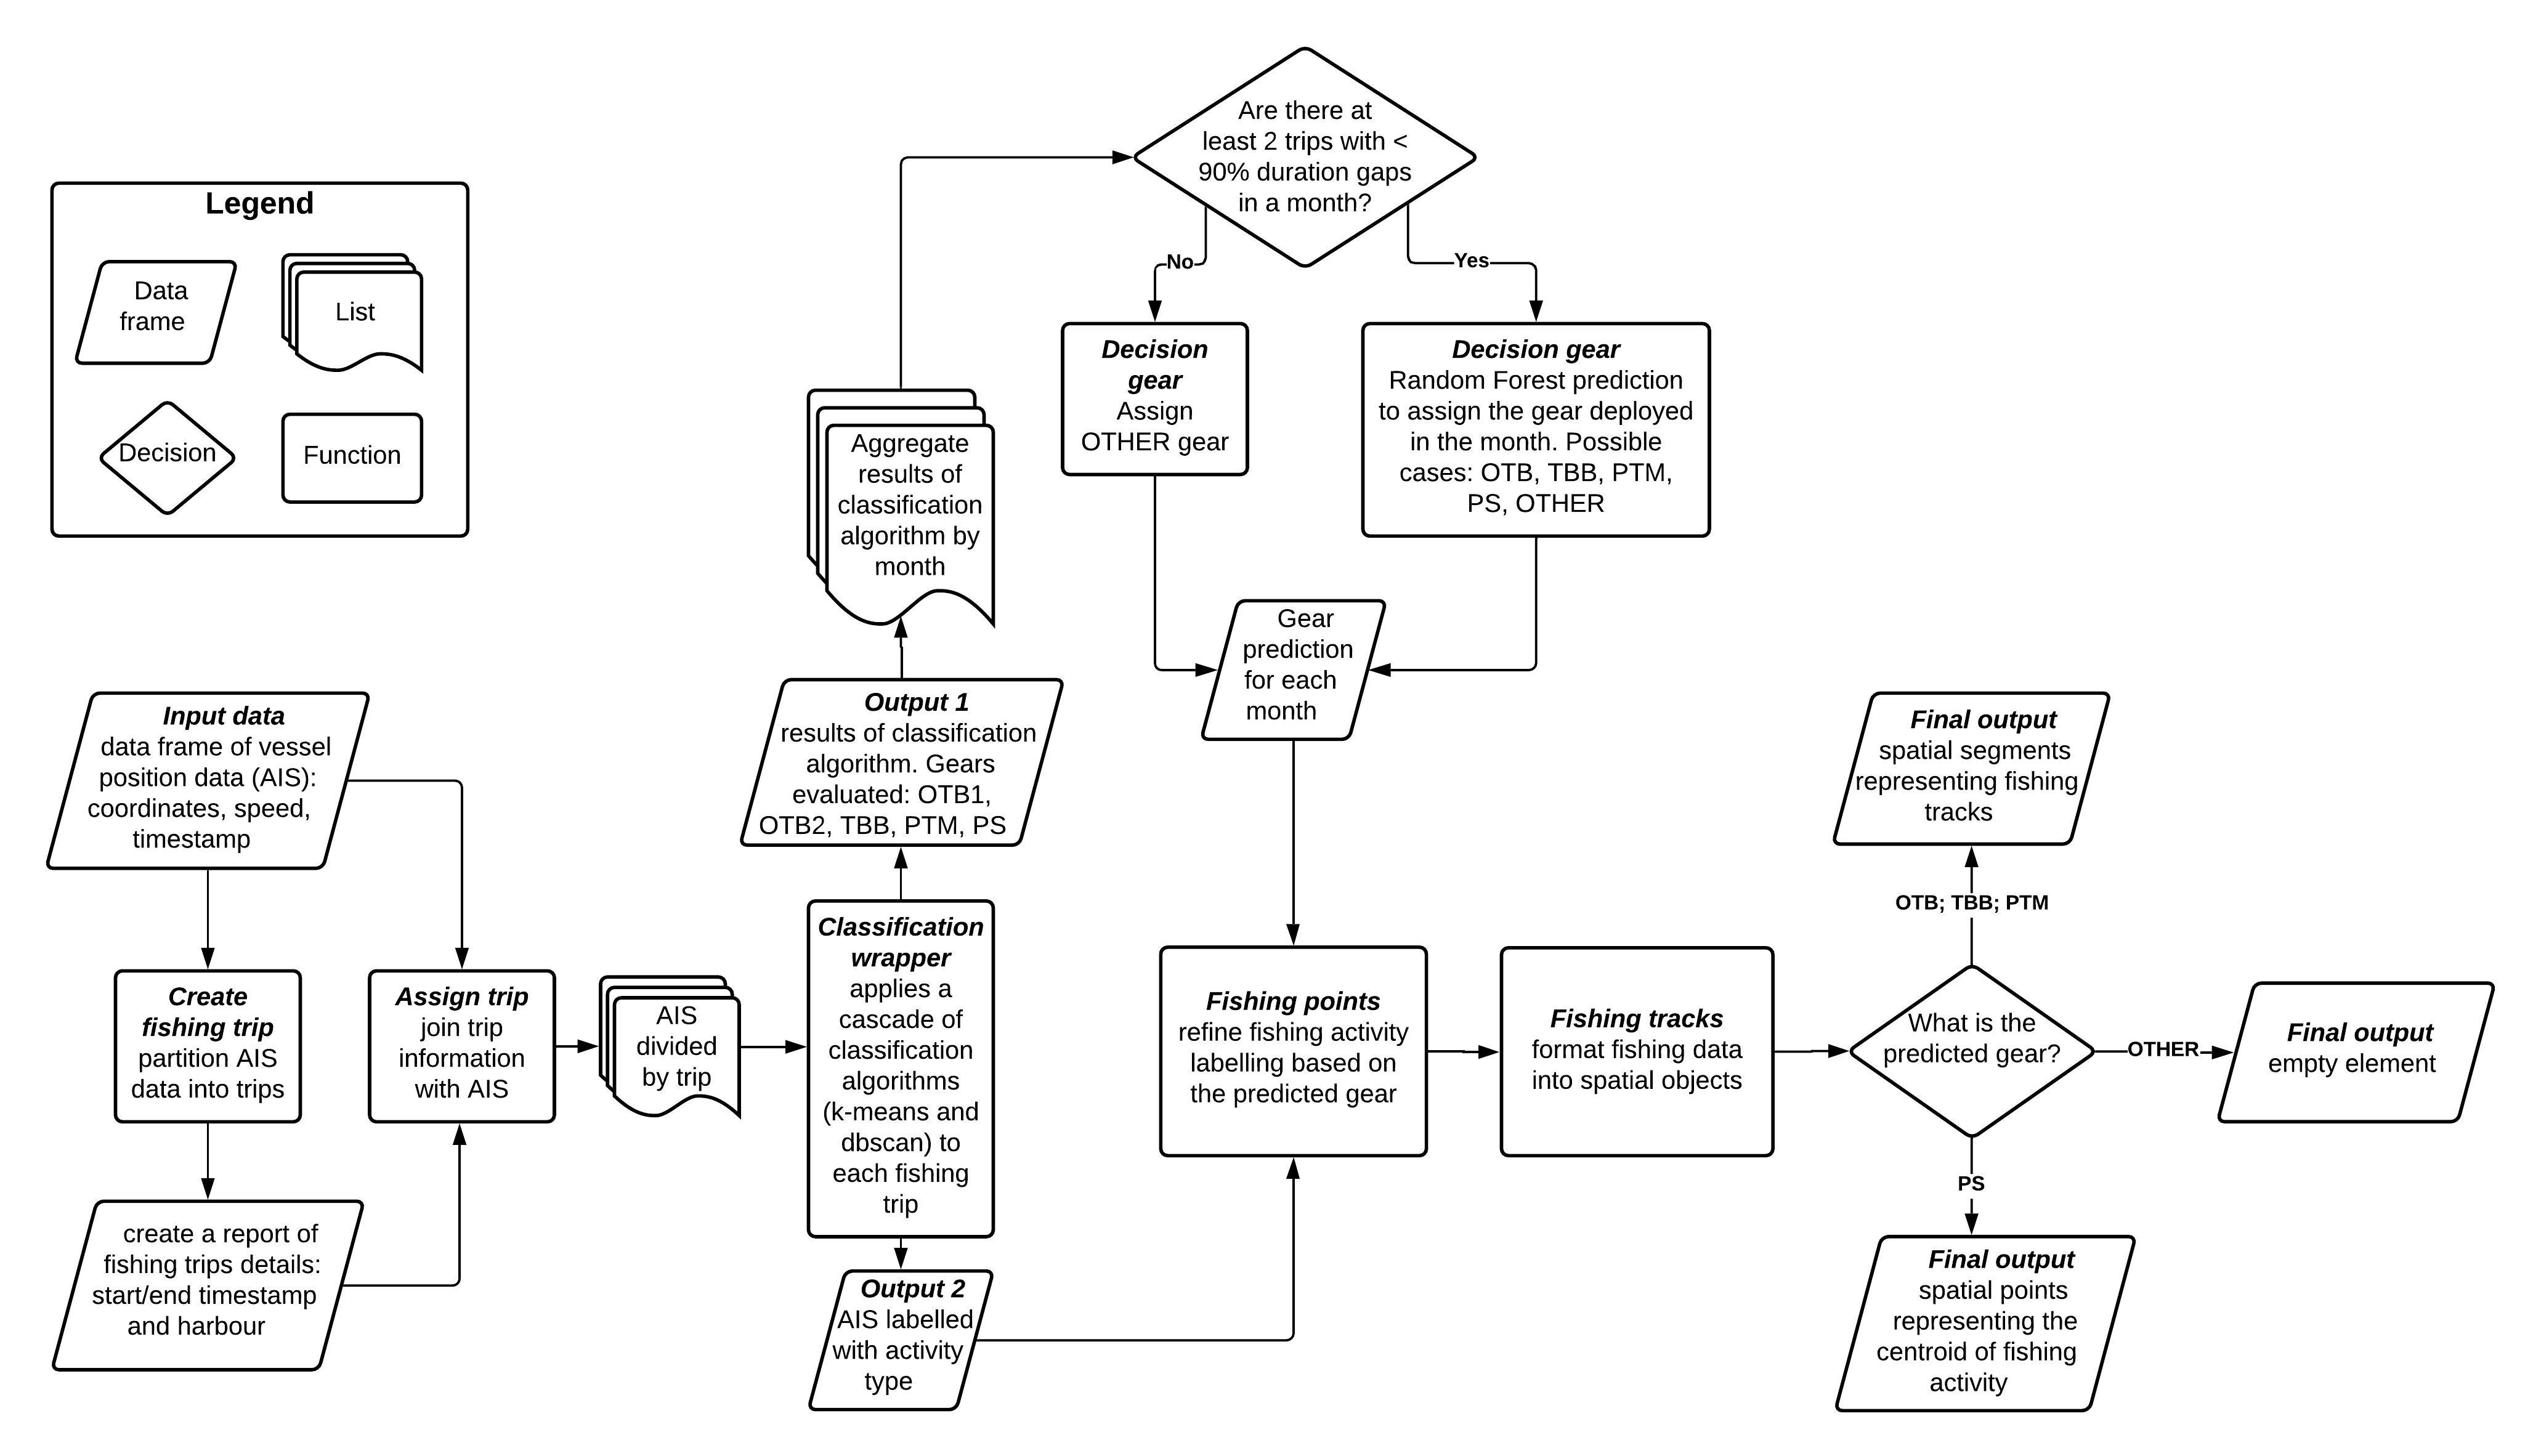 Legend
Data
frame
List
Decision
Function
Input data
data frame of vessel
position data (AIS):
coordinates, speed,
timestamp
Create
fishing trip
partition AIS
data into trips
create a report of
fishing trips details:
start/end timestamp
and harbour
Assign trip
join trip
information
with AIS
AIS
divided
by trip
Classification
wrapper
applies a
cascade of
classification
algorithms
(k-means and
dbscan) to
each fishing
trip
Output 1
results of classification
algorithm. Gears
evaluated: OTB1,
OTB2, TBB, PTM, PS
Output 2
AIS labelled
with activity
type
Aggregate
results of
classification
algorithm by
month
Are there at
least 2 trips with <
90% duration gaps
in a month?
No
Yes
Decision
gear
Assign
OTHER gear
Decision gear
Random Forest prediction
to assign the gear deployed
in the month. Possible
cases: OTB, TBB, PTM,
PS, OTHER
Gear
prediction
for each
month
Fishing points
refine fishing activity
labelling based on
the predicted gear
Fishing tracks
format fishing data
into spatial objects
What is the
predicted gear?
OTB; TBB; PTM
Final output
spatial segments
representing fishing
tracks
OTHER
Final output
empty element
PS
Final output
spatial points
representing the
centroid of fishing
activity